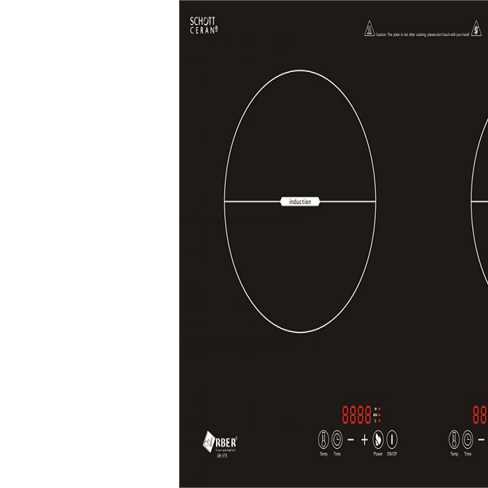 SCHOTT
CERAN®
Caution: The plate is hot after cooking, please don't touch with your hand!
induction
8888
88
ARBER
Temp Time − + Power ON/OFF
Temp Time